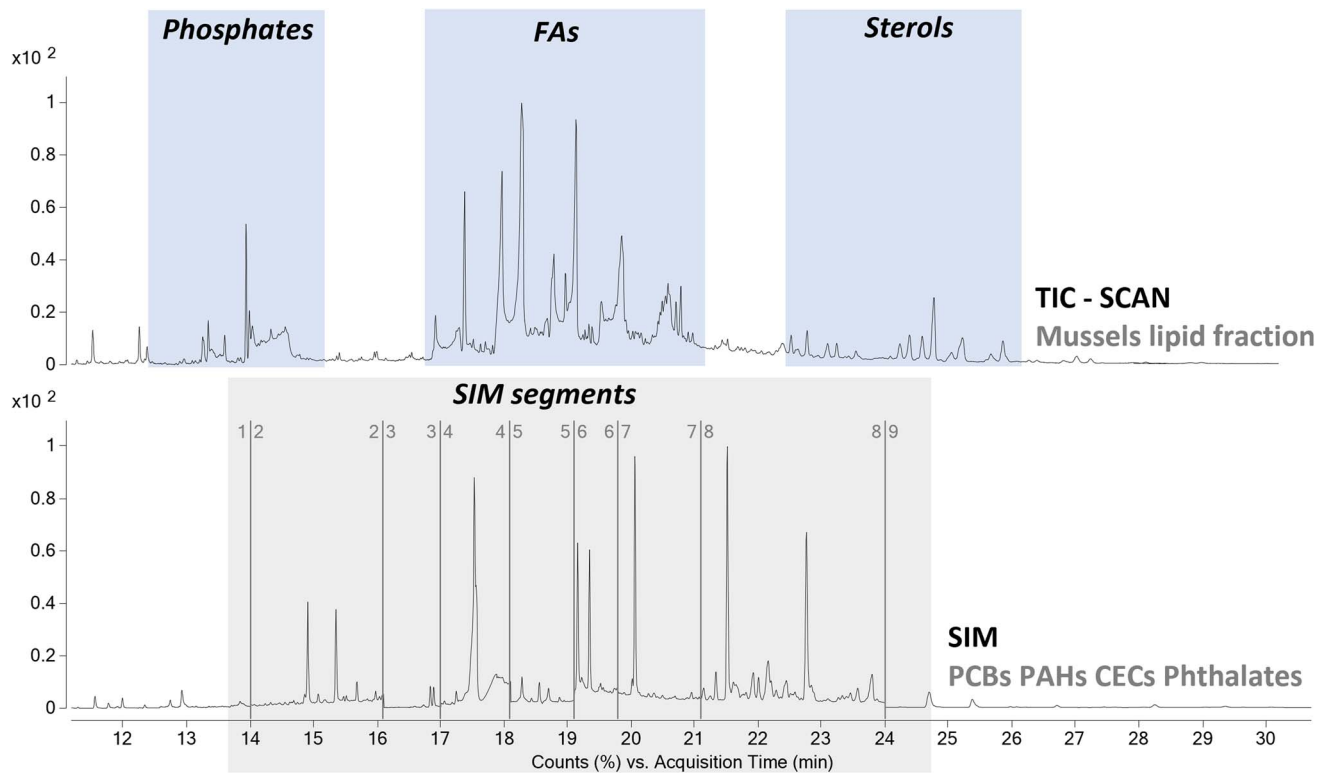 Phosphates FAs Sterols
x10 2
1
0.8
0.6
0.4
0.2
0
TIC - SCAN
Mussels lipid fraction
x10 2
SIM segments
1 2 2 3 3 4 4 5 5 6 6 7 7 8 8 9
1
0.8
0.6
0.4
0.2
0
SIM
PCBs PAHs CECs Phthalates
12 13 14 15 16 17 18 19 20 21 22 23 24 25 26 27 28 29 30
Counts (%) vs. Acquisition Time (min)